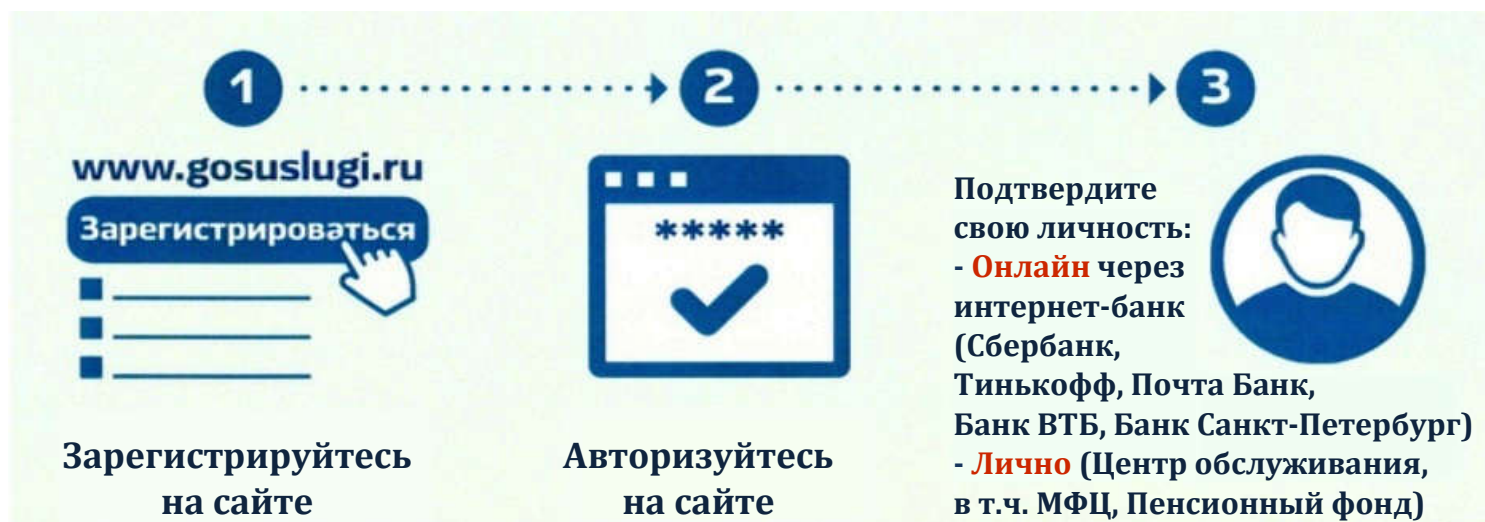 1
2
3
www.gosuslugi.ru
Зарегистрироваться
Зарегистрируйтесь
на сайте
*****
Авторизуйтесь
на сайте
Подтвердите
свою личность:
- Онлайн через
интернет-банк
(Сбербанк,
Тинькофф, Почта Банк,
Банк ВТБ, Банк Санкт-Петербург)
- Лично (Центр обслуживания,
в т.ч. МФЦ, Пенсионный фонд)